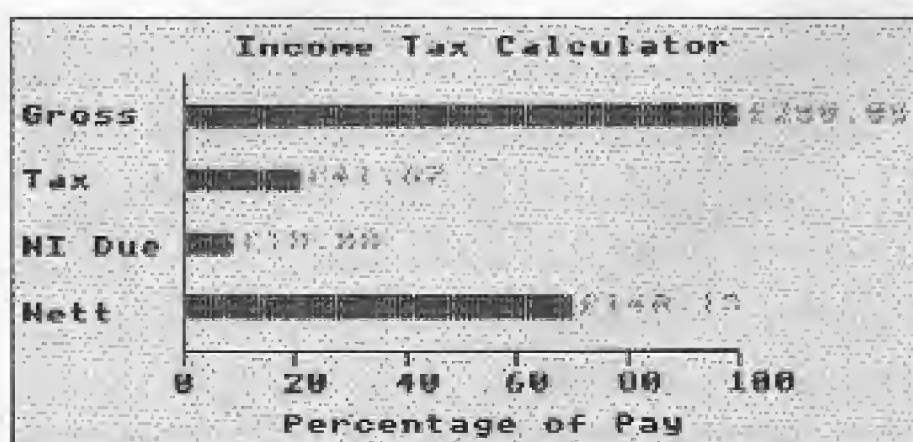 Income Tax Calculator
Gross
Tax
NI Due
Nett
0 20 40 60 80 100
Percentage of Pay